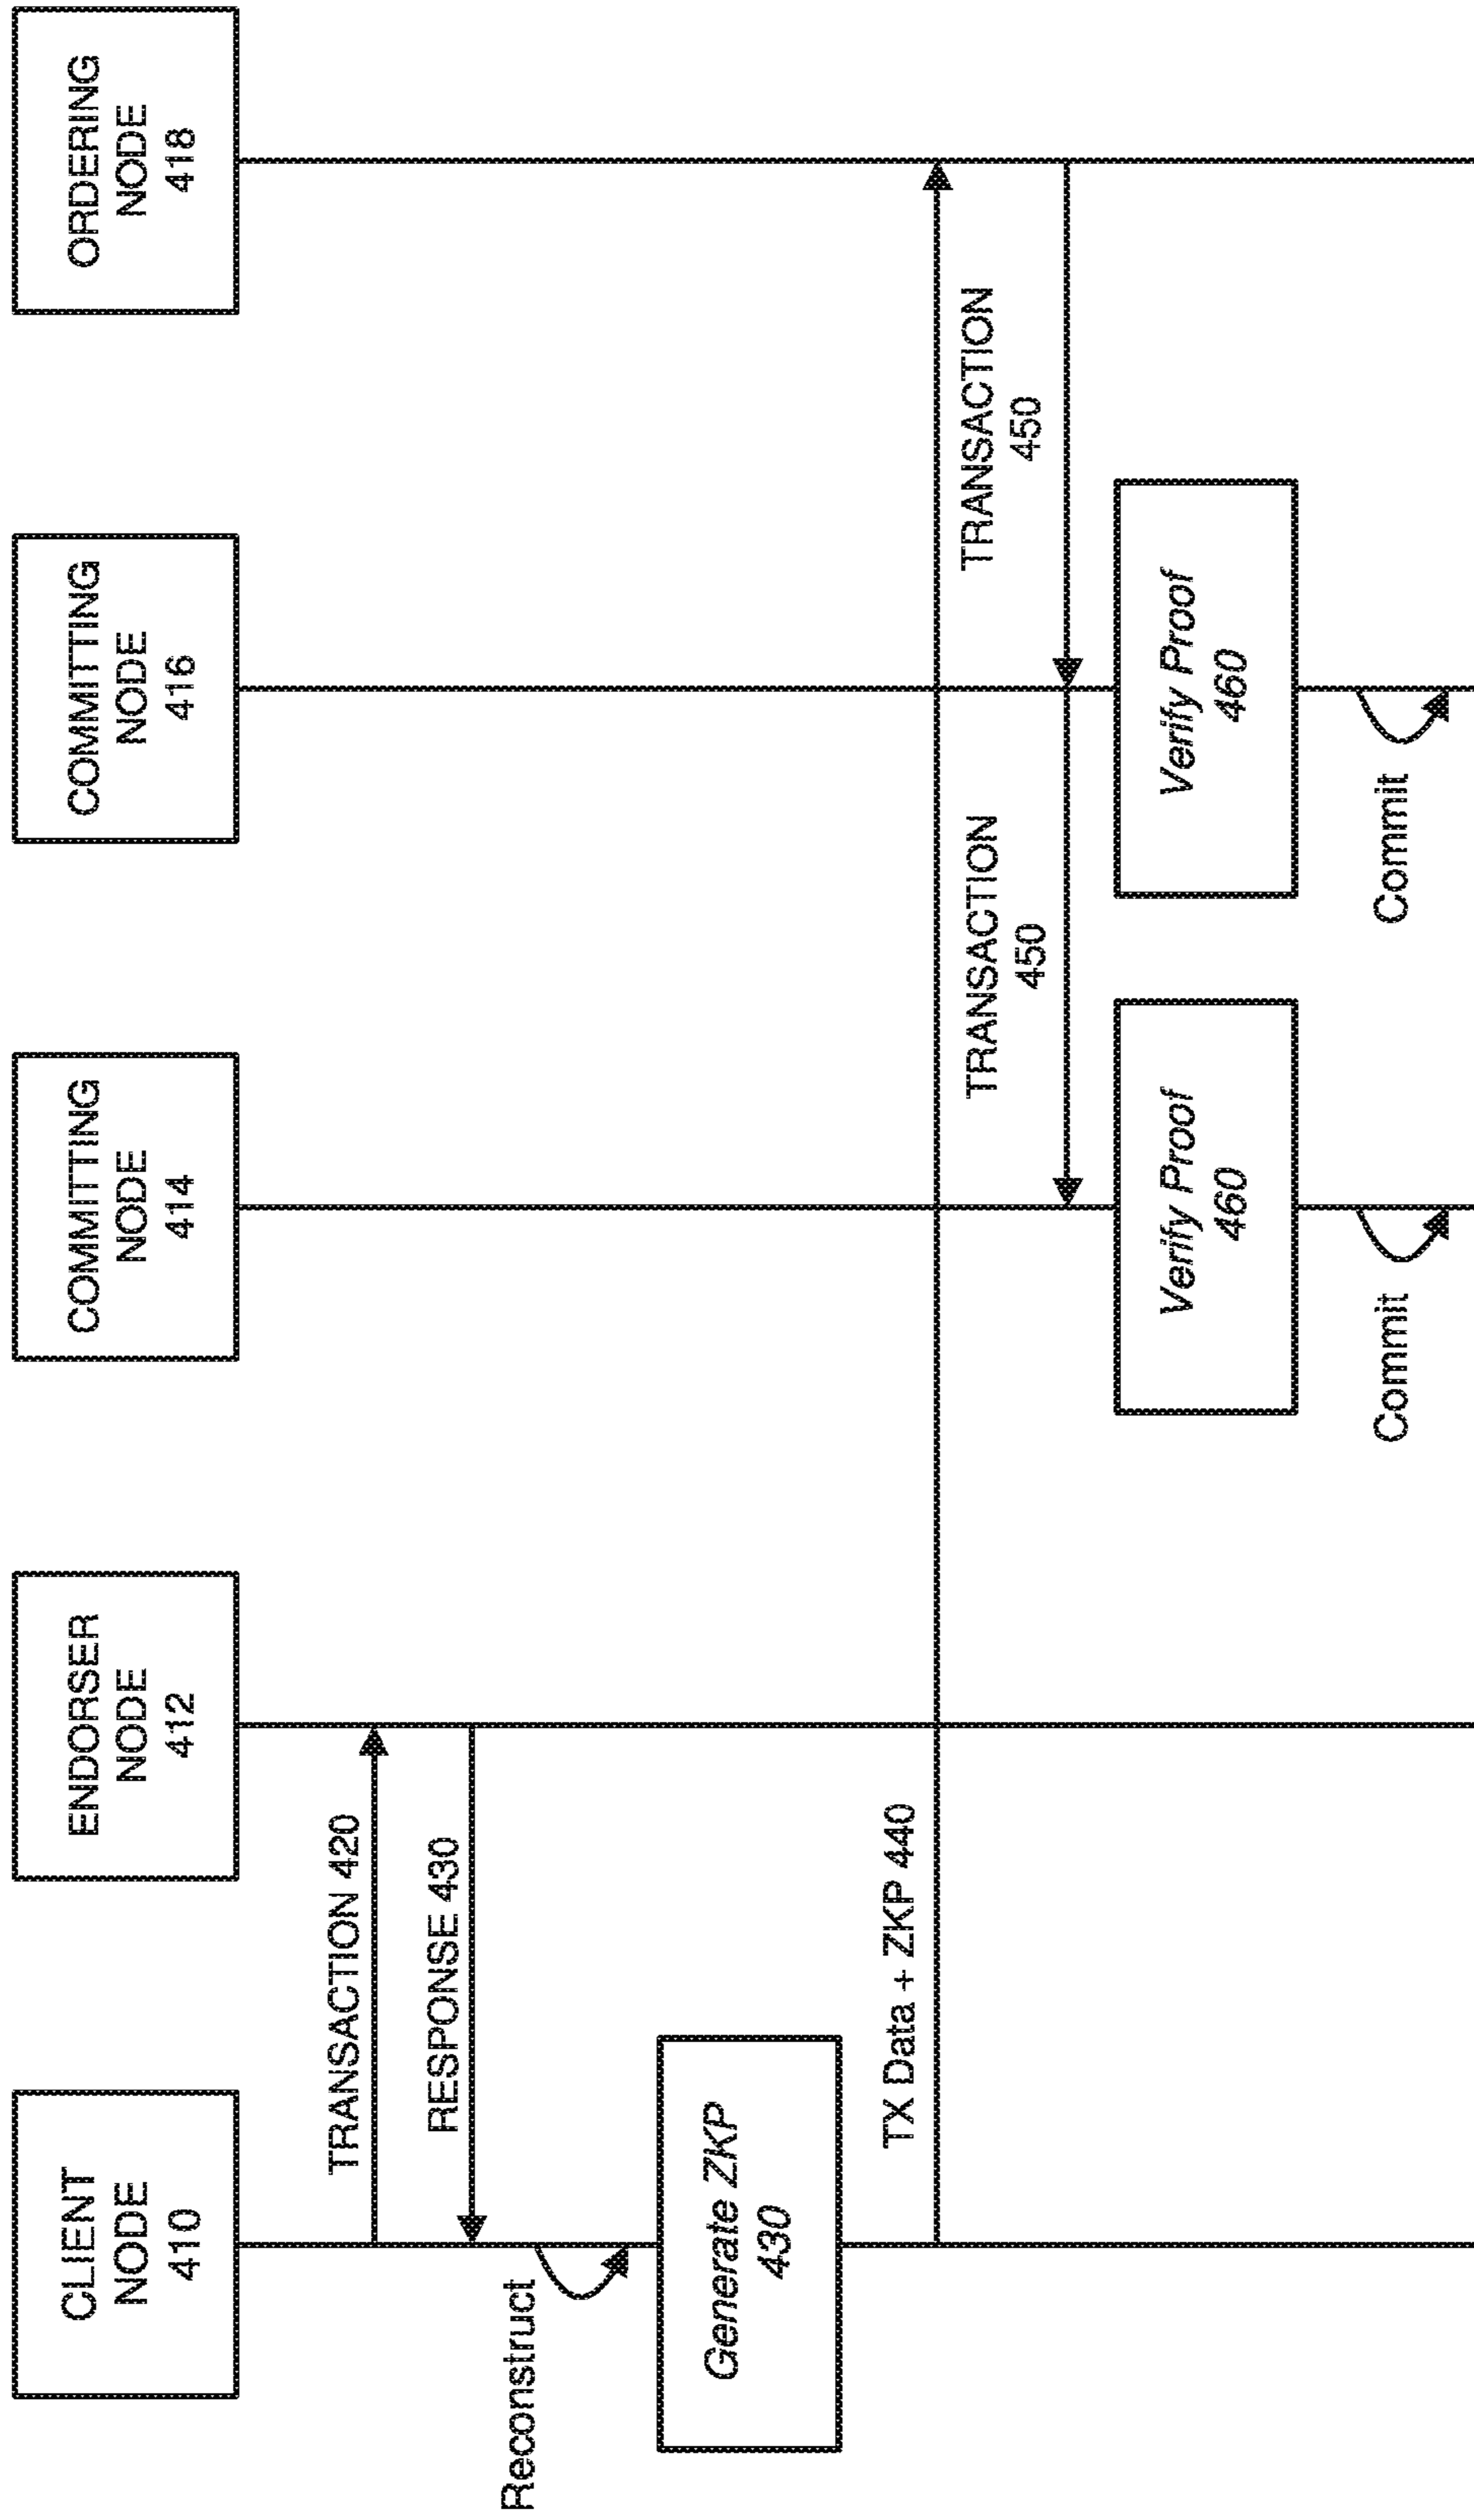 CLIENT
NODE
410
ENDORSER
NODE
412
COMMITTING
NODE
414
COMMITTING
NODE
416
ORDERING
NODE
418
TRANSACTION 420
RESPONSE 430
Reconstruct
Generate ZKP
430
TX Data + ZKP 440
TRANSACTION
450
TRANSACTION
450
Verify Proof
460
Verify Proof
460
Commit
Commit